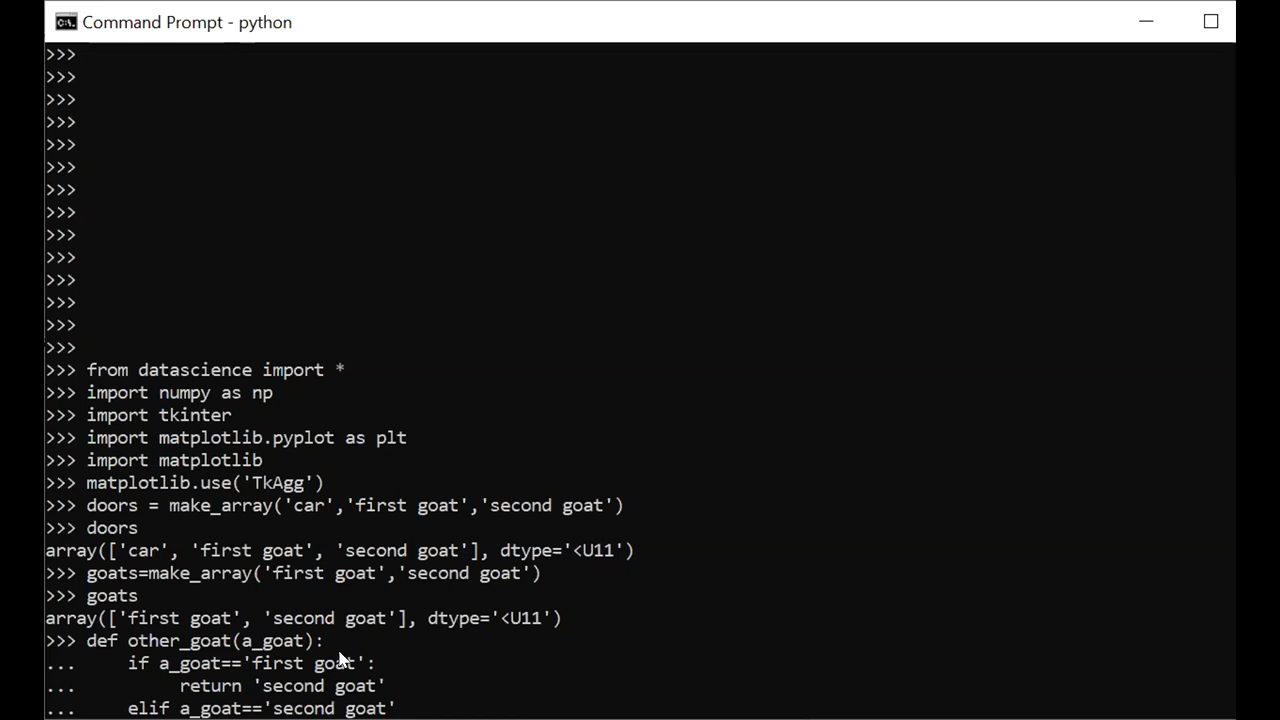 Command Prompt - python
>>>
>>>
>>>
>>>
>>>
>>>
>>>
>>>
>>>
>>>
>>>
>>>
>>>
>>>
>>> from datascience import *
>>> import numpy as np
>>> import tkinter
>>> import matplotlib.pyplot as plt
>>> import matplotlib
>>> matplotlib.use('TkAgg')
>>> doors = make_array('car','first goat','second goat')
>>> doors
array(['car', 'first goat', 'second goat'], dtype='<U11')
>>> goats=make_array('first goat','second goat')
>>> goats
array(['first goat', 'second goat'], dtype='<U11')
>>> def other_goat(a_goat):
...     if a_goat=='first goat':
...          return 'second goat'
...     elif a_goat=='second goat'